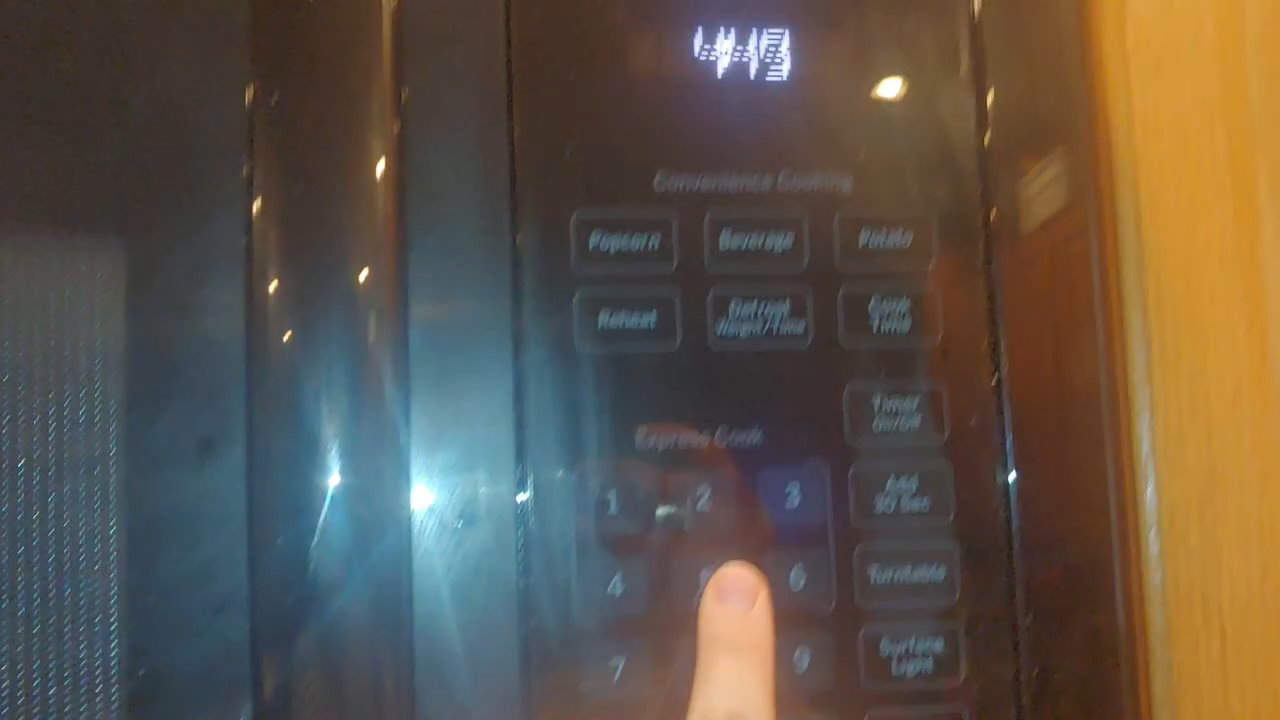 Convenience Cooking
Popcorn
Beverage
Potato
Reheat
Defrost
Weight/Time
Cook
Time
Timer
On/Off
Express Cook
1
2
3
Add
30 Sec
4
6
Turntable
7
9
Surface
Light